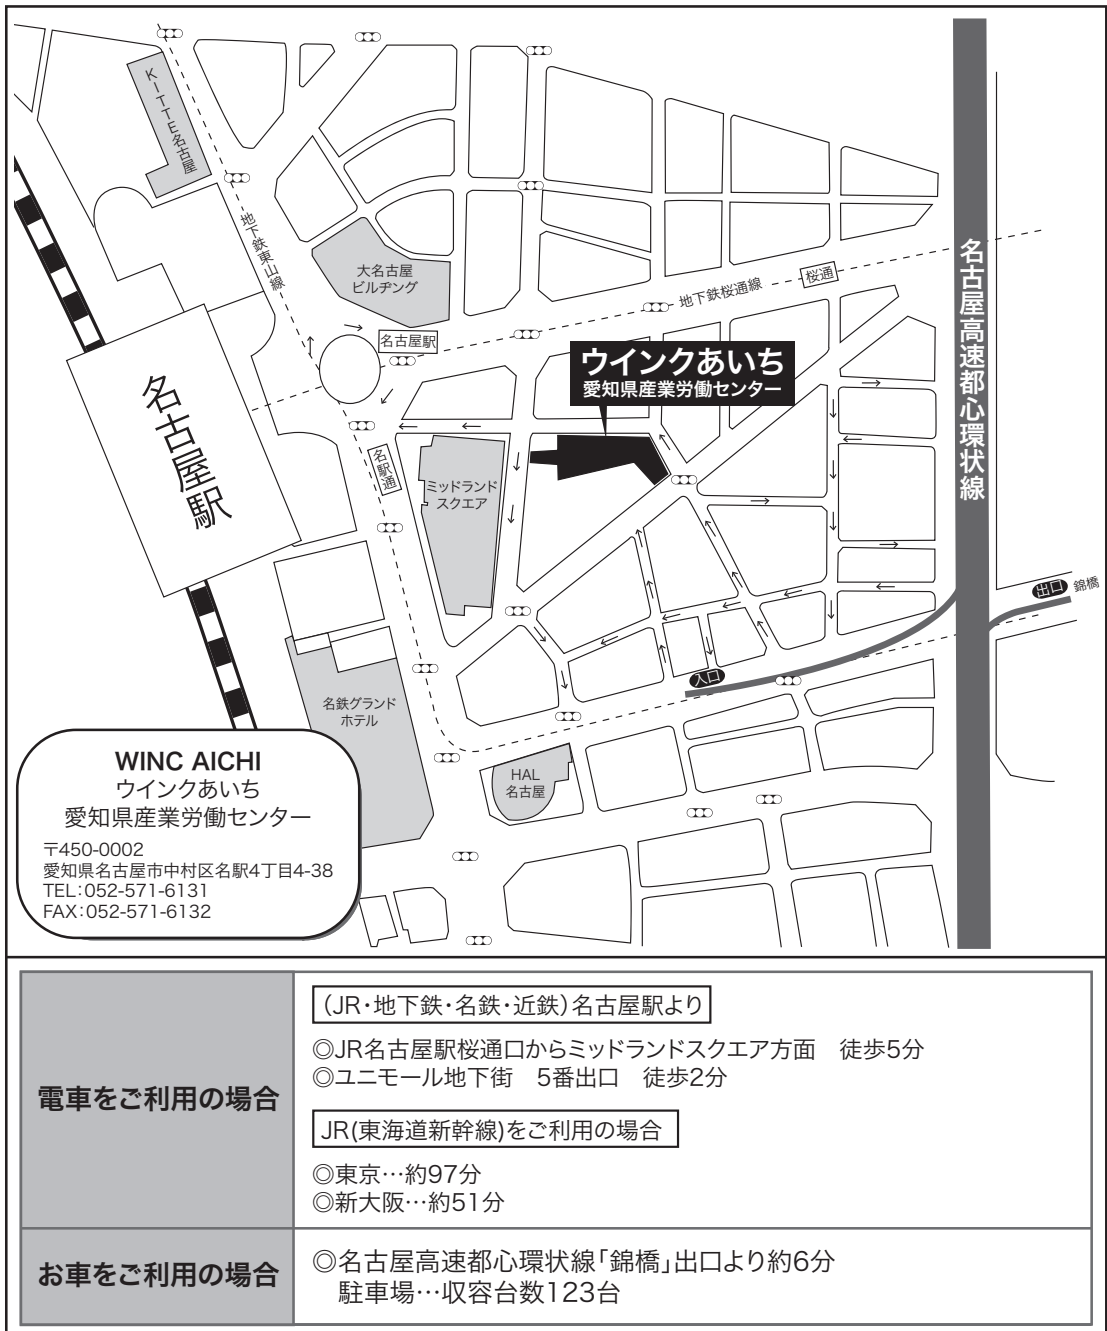 KITTE名古屋
地下鉄東山線
大名古屋
ビルヂング
名古屋駅
地下鉄桜通線
桜通
名古屋高速都心環状線
ウインクあいち
愛知県産業労働センター
名古屋駅
名駅通
ミッドランド
スクエア
出口
錦橋
入口
名鉄グランド
ホテル
HAL
名古屋
WINC AICHI
ウインクあいち
愛知県産業労働センター
〒450-0002
愛知県名古屋市中村区名駅4丁目4-38
TEL:052-571-6131
FAX:052-571-6132
電車をご利用の場合
(JR・地下鉄・名鉄・近鉄)名古屋駅より
◎JR名古屋駅桜通口からミッドランドスクエア方面 徒歩5分
◎ユニモール地下街 5番出口 徒歩2分
JR(東海道新幹線)をご利用の場合
◎東京…約97分
◎新大阪…約51分
お車をご利用の場合
◎名古屋高速都心環状線「錦橋」出口より約6分
駐車場…収容台数123台